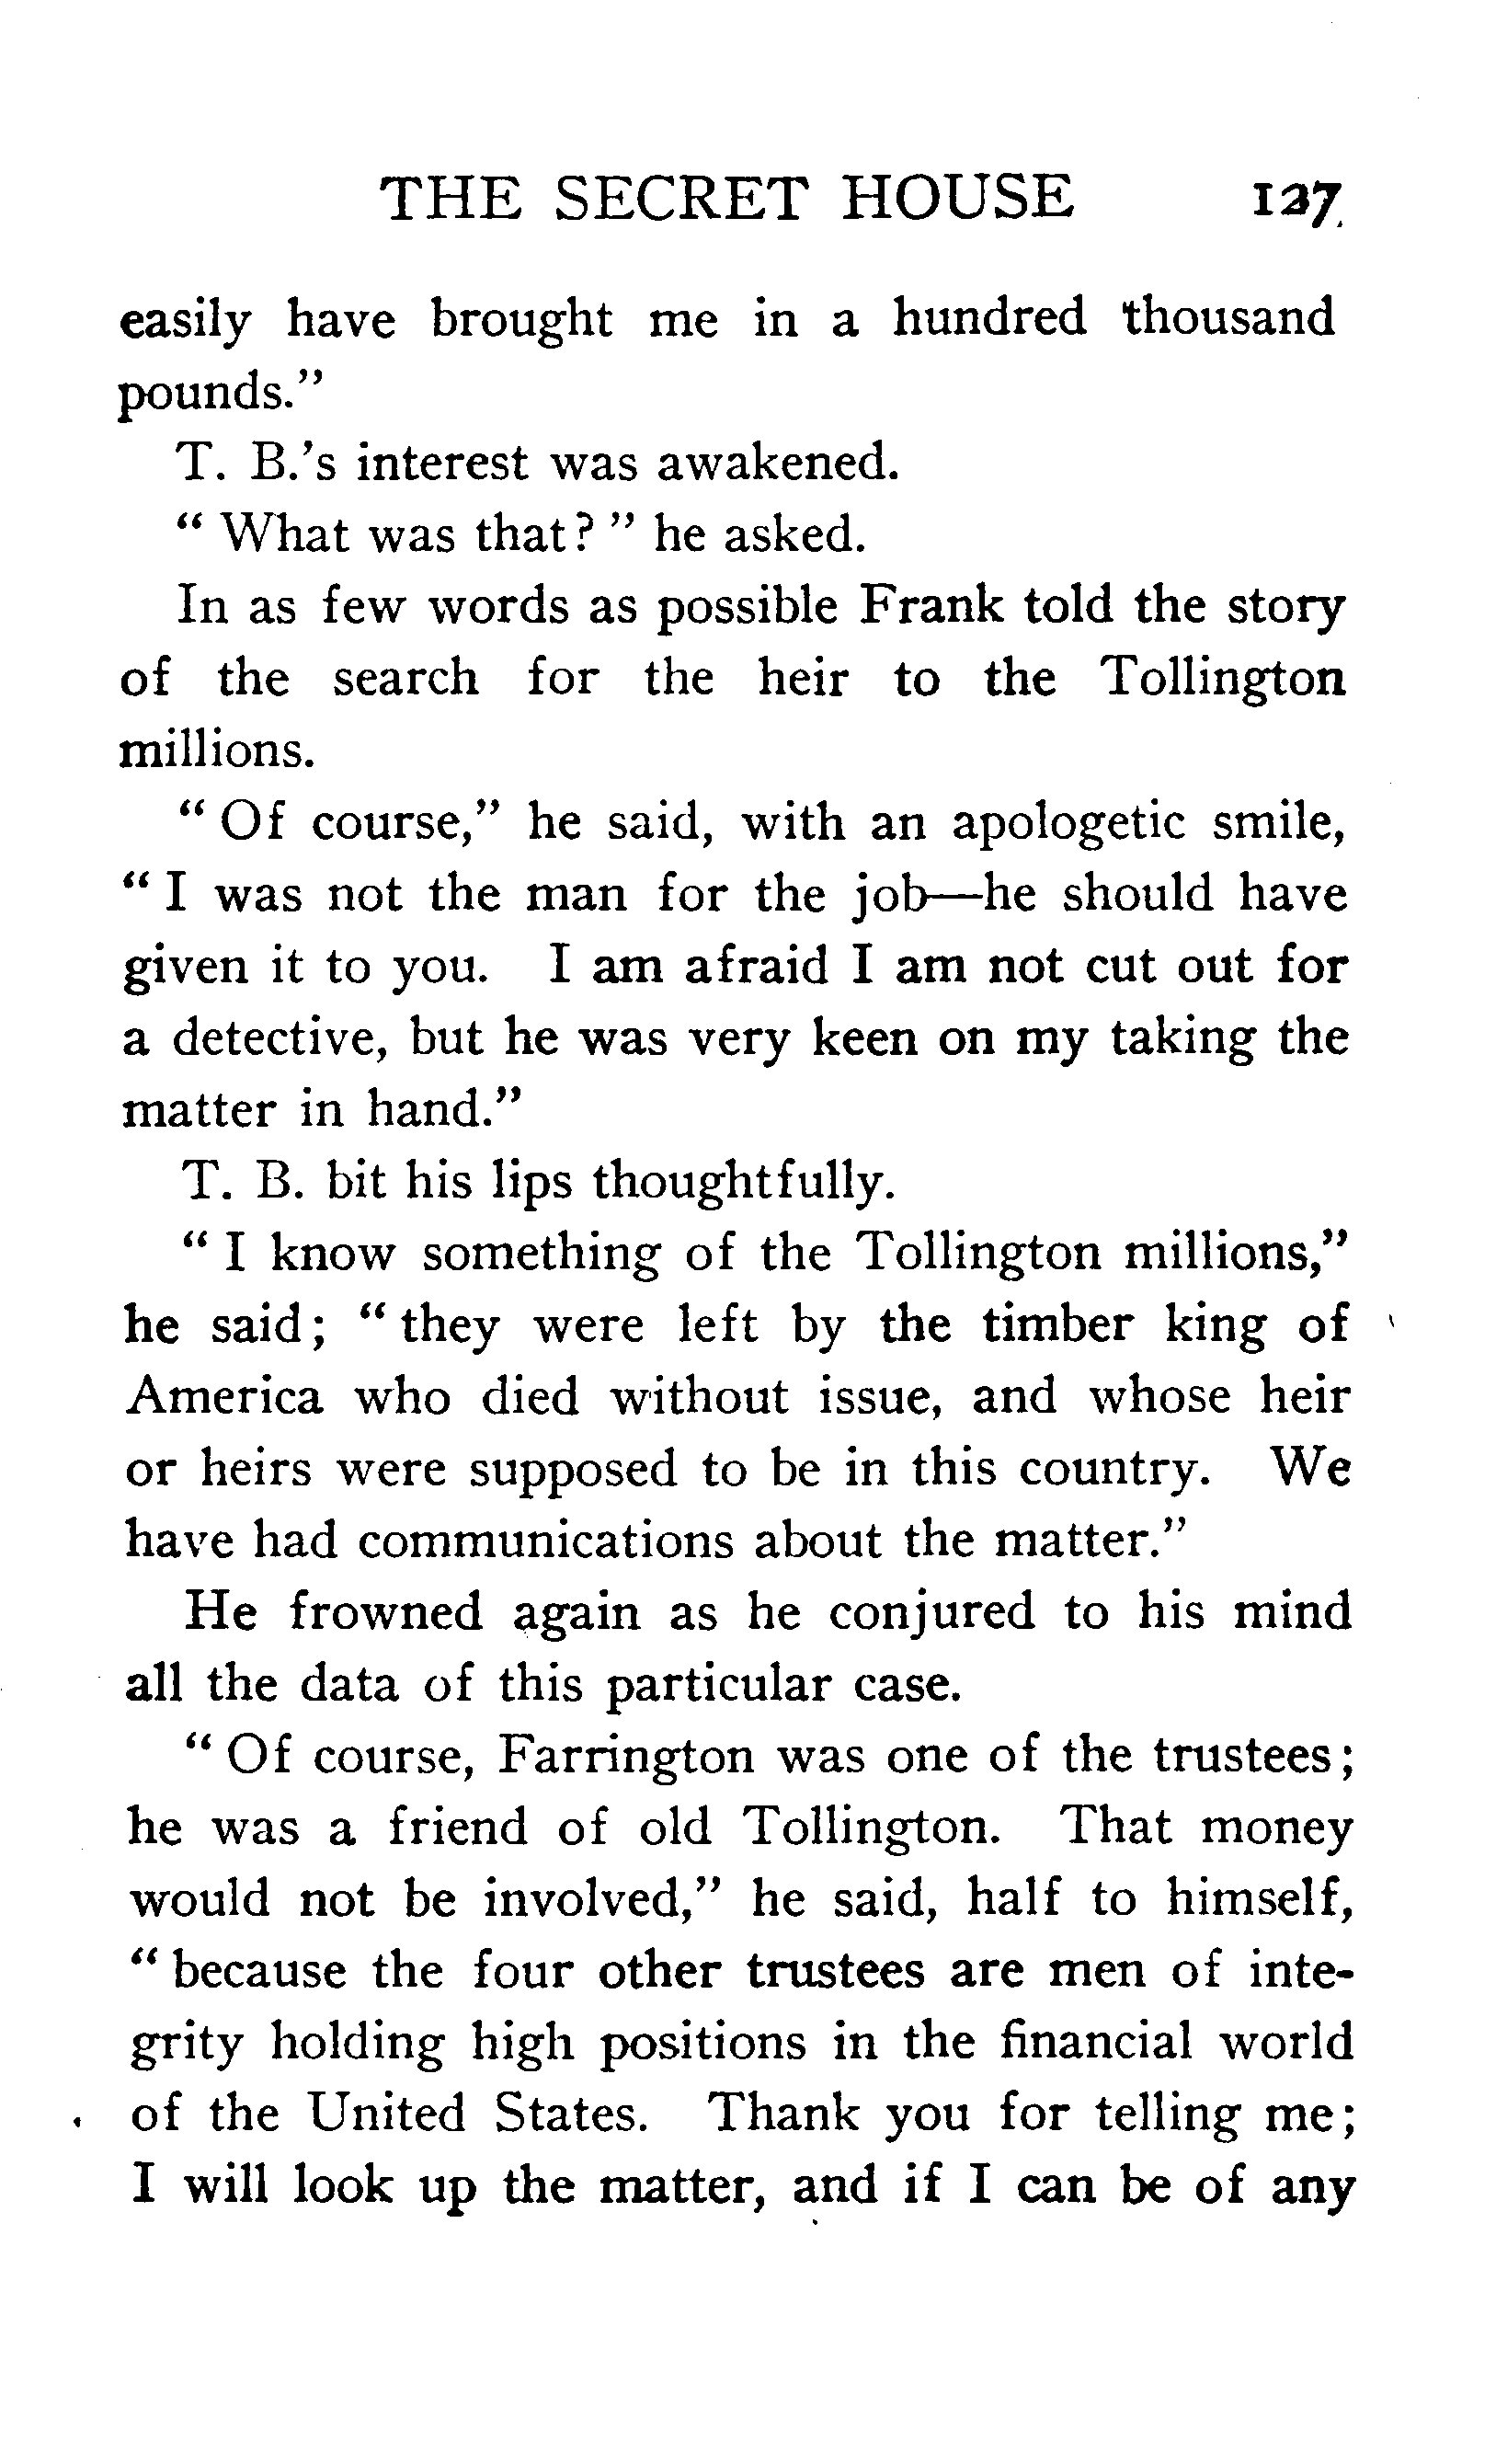 THE SECRET HOUSE 127
easily have brought me in a hundred thousand
pounds."
T. B.'s interest was awakened.
" What was that? " he asked.
In as few words as possible Frank told the story
of the search for the heir to the Tollington
millions.
" Of course," he said, with an apologetic smile,
" I was not the man for the job—he should have
given it to you. I am afraid I am not cut out for
a detective, but he was very keen on my taking the
matter in hand."
T. B. bit his lips thoughtfully.
" I know something of the Tollington millions,"
he said; " they were left by the timber king of
America who died without issue, and whose heir
or heirs were supposed to be in this country. We
have had communications about the matter."
He frowned again as he conjured to his mind
all the data of this particular case.
" Of course, Farrington was one of the trustees;
he was a friend of old Tollington. That money
would not be involved," he said, half to himself,
" because the four other trustees are men of inte-
grity holding high positions in the financial world
of the United States. Thank you for telling me;
I will look up the matter, and if I can be of any